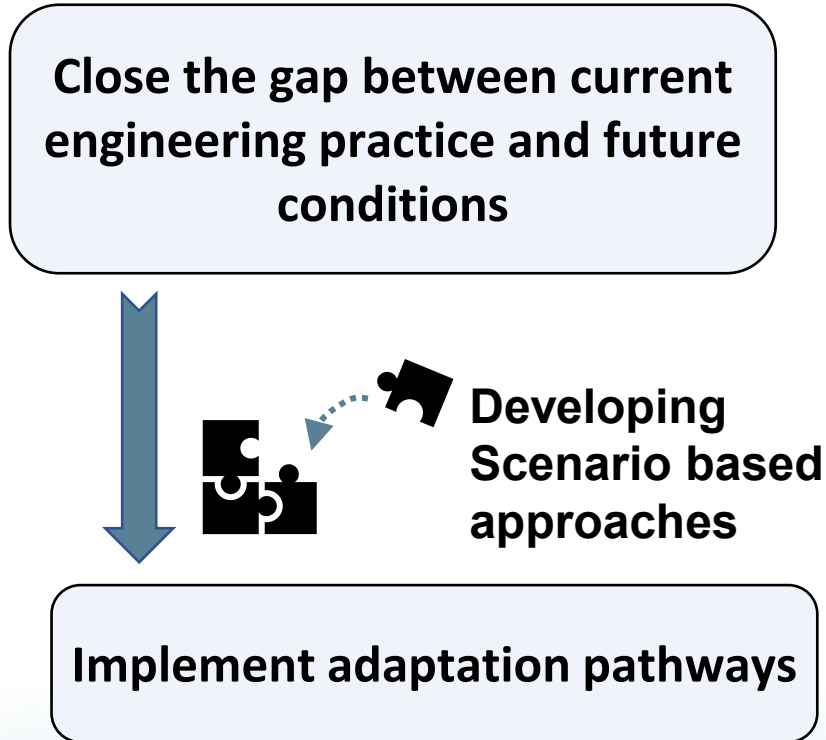 Close the gap between current
engineering practice and future
conditions
Developing
Scenario based
approaches
Implement adaptation pathways